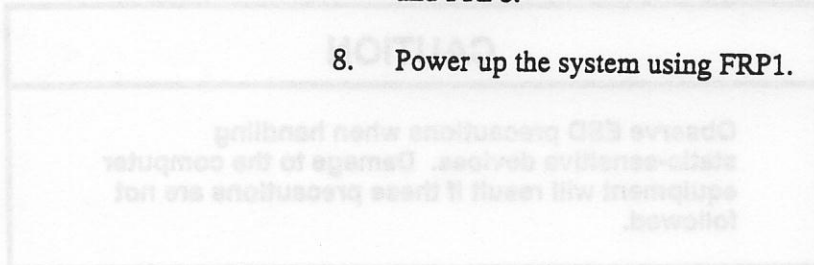 8. Power up the system using FRP1.
CAUTION
Observe ESD precautions when handling
static-sensitive devices. Damage to the computer
equipment will result if these precautions are not
followed.